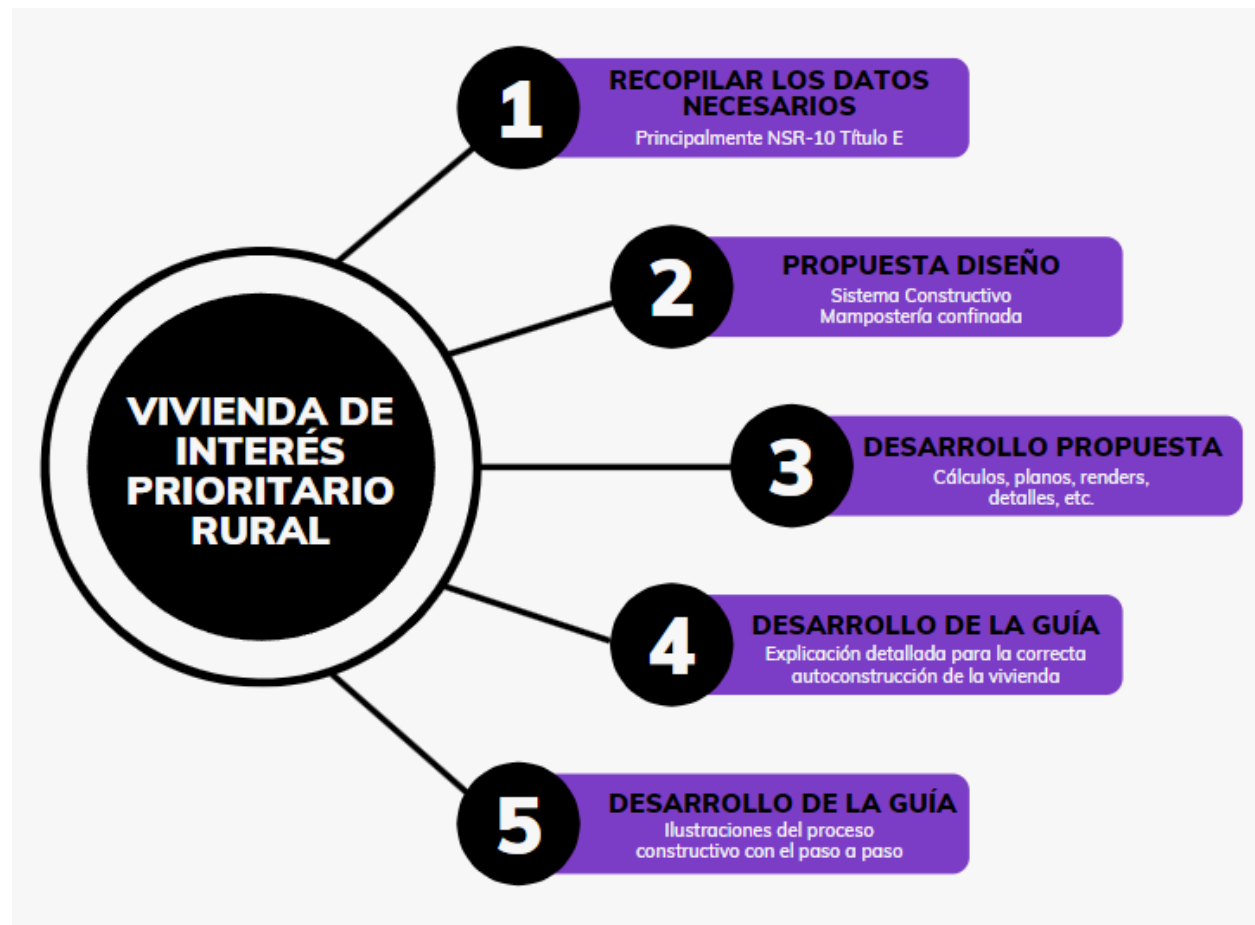 VIVIENDA DE
INTERÉS
PRIORITARIO
RURAL
1
RECOPILAR LOS DATOS
NECESARIOS
Principalmente NSR-10 Título E
2
PROPUESTA DISEÑO
Sistema Constructivo
Mampostería confinada
3
DESARROLLO PROPUESTA
Cálculos, planos, renders,
detalles, etc.
4
DESARROLLO DE LA GUÍA
Explicación detallada para la correcta
autoconstrucción de la vivienda
5
DESARROLLO DE LA GUÍA
Ilustraciones del proceso
constructivo con el paso a paso